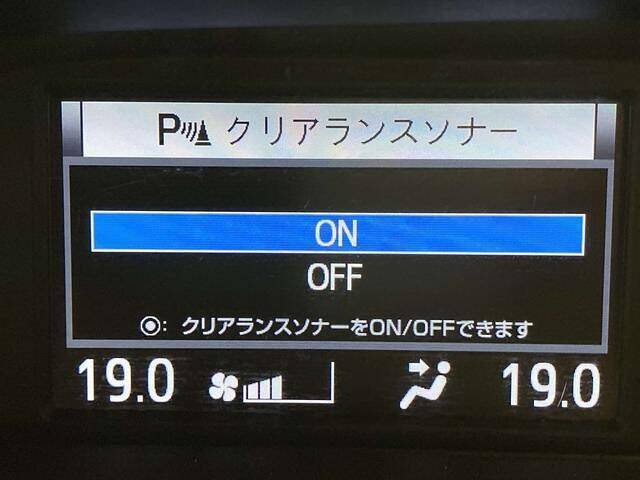 P クリアランスソナー
ON
OFF
◉: クリアランスソナーをON/OFFできます
19.0 19.0